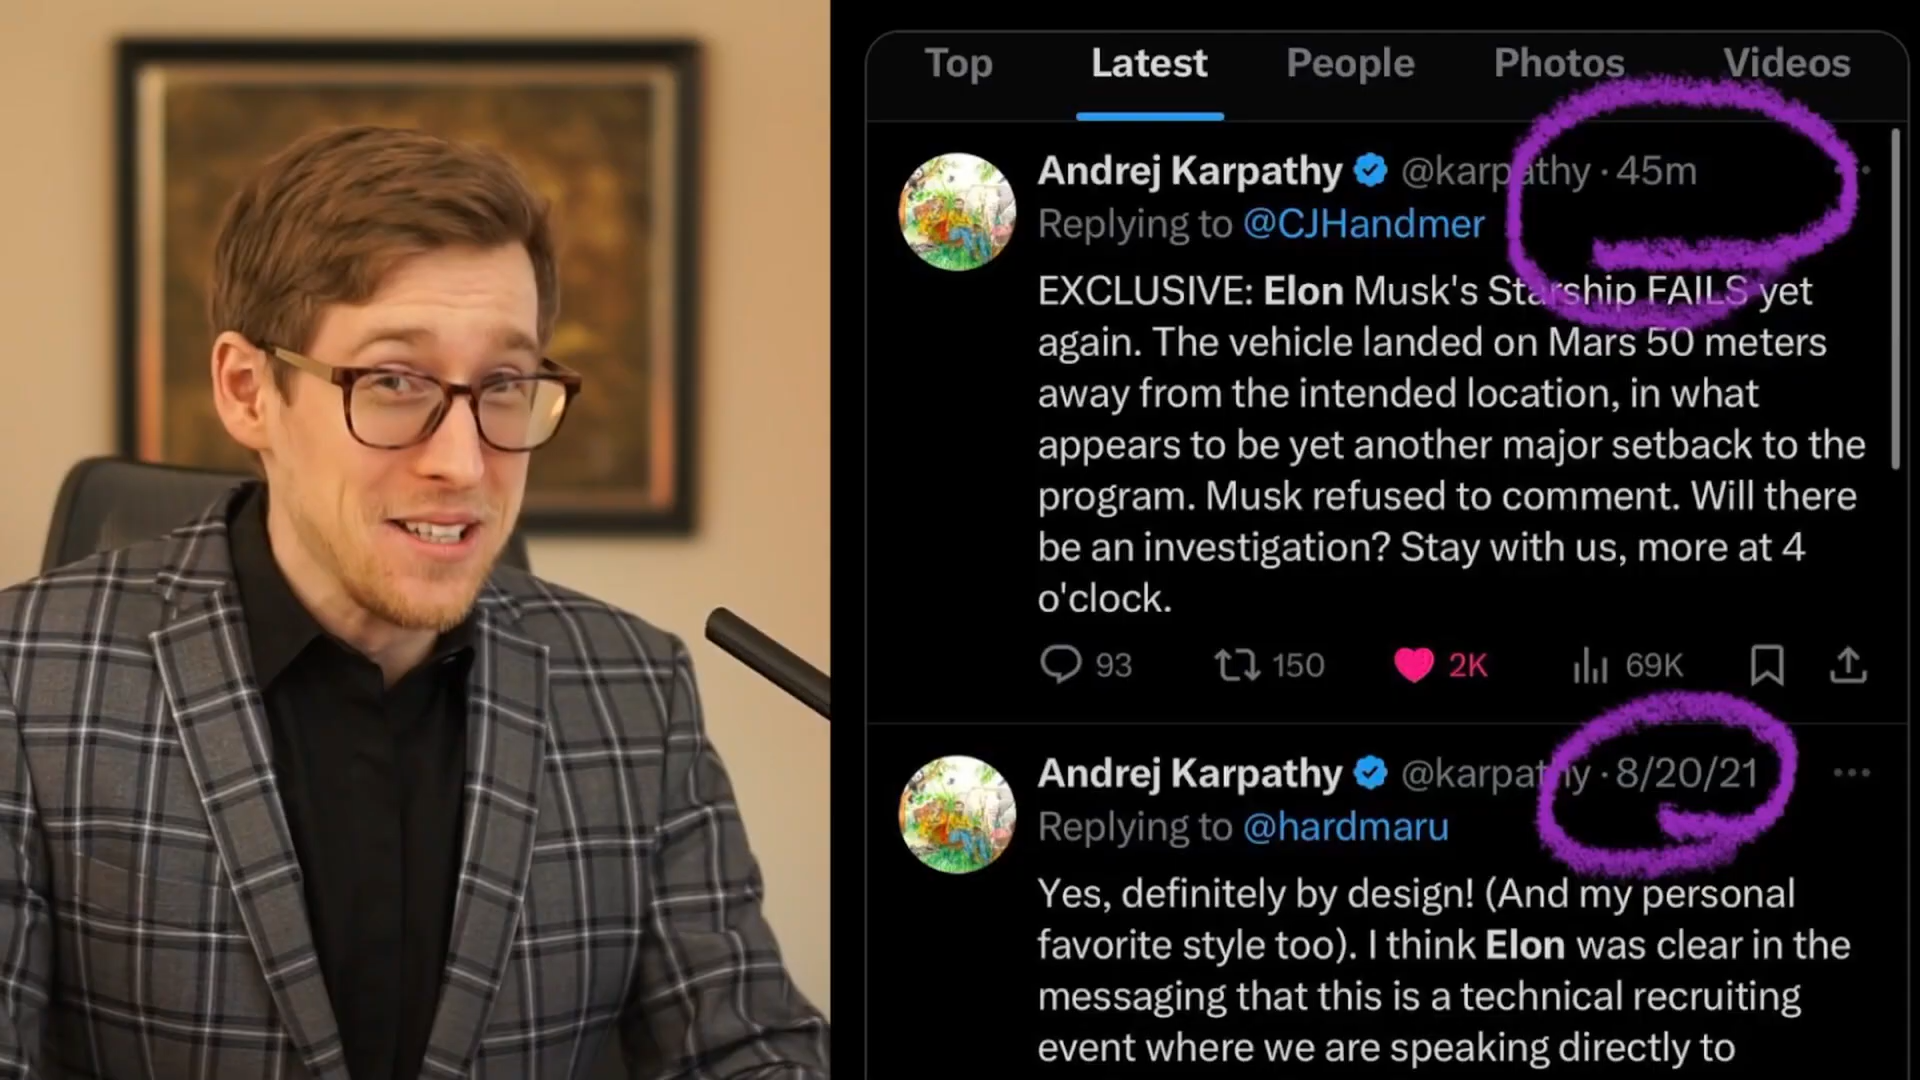 Top Latest People Photos Videos
Andrej Karpathy @karpathy · 45m
Replying to @CJHandmer
EXCLUSIVE: Elon Musk's Starship FAILS yet
again. The vehicle landed on Mars 50 meters
away from the intended location, in what
appears to be yet another major setback to the
program. Musk refused to comment. Will there
be an investigation? Stay with us, more at 4
o'clock.
93 150 2K 69K
Andrej Karpathy @karpathy · 8/20/21
Replying to @hardmaru
Yes, definitely by design! (And my personal
favorite style too). I think Elon was clear in the
messaging that this is a technical recruiting
event where we are speaking directly to